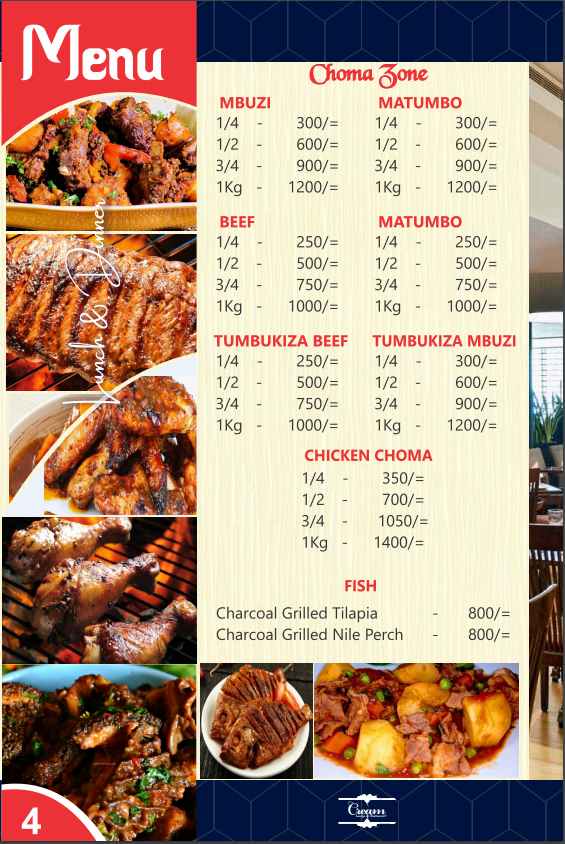 Menu
Lunch & Dinner
Choma Zone
MBUZI
1/4 - 300/=
1/2 - 600/=
3/4 - 900/=
1Kg - 1200/=
MATUMBO
1/4 - 300/=
1/2 - 600/=
3/4 - 900/=
1Kg - 1200/=
BEEF
1/4 - 250/=
1/2 - 500/=
3/4 - 750/=
1Kg - 1000/=
MATUMBO
1/4 - 250/=
1/2 - 500/=
3/4 - 750/=
1Kg - 1000/=
TUMBUKIZA BEEF
1/4 - 250/=
1/2 - 500/=
3/4 - 750/=
1Kg - 1000/=
TUMBUKIZA MBUZI
1/4 - 300/=
1/2 - 600/=
3/4 - 900/=
1Kg - 1200/=
CHICKEN CHOMA
1/4 - 350/=
1/2 - 700/=
3/4 - 1050/=
1Kg - 1400/=
FISH
Charcoal Grilled Tilapia - 800/=
Charcoal Grilled Nile Perch - 800/=
4
Cream